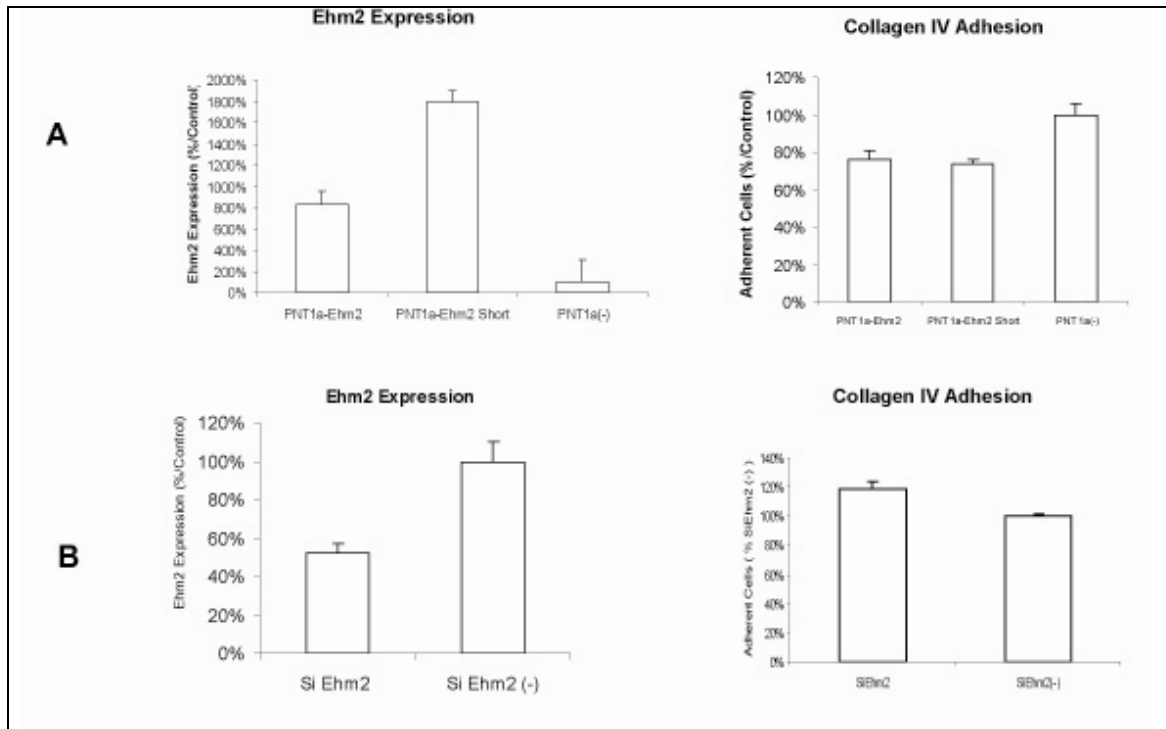 A
Ehm2 Expression
Ehm2 Expression (%/Control)
2000%
1800%
1600%
1400%
1200%
1000%
800%
600%
400%
200%
0%
PNT1a-Ehm2 PNT1a-Ehm2 Short PNT1a(-)
Collagen IV Adhesion
Adherent Cells (%/Control)
120%
100%
80%
60%
40%
20%
0%
PNT1a-Ehm2 PNT1a-Ehm2 Short PNT1a(-)
B
Ehm2 Expression
Ehm2 Expression (%/Control)
120%
100%
80%
60%
40%
20%
0%
Si Ehm2 Si Ehm2 (-)
Collagen IV Adhesion
Adherent Cells ( % SiEhm2 (-) )
140%
120%
100%
80%
60%
40%
20%
0%
SiEhm2 SiEhm2(-)